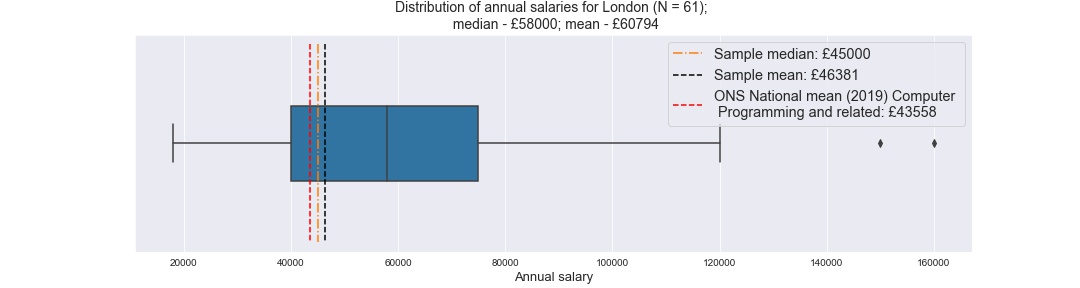 Distribution of annual salaries for London (N = 61);
median - £58000; mean - £60794
Sample median: £45000
Sample mean: £46381
ONS National mean (2019) Computer
Programming and related: £43558
20000 40000 60000 80000 100000 120000 140000 160000
Annual salary